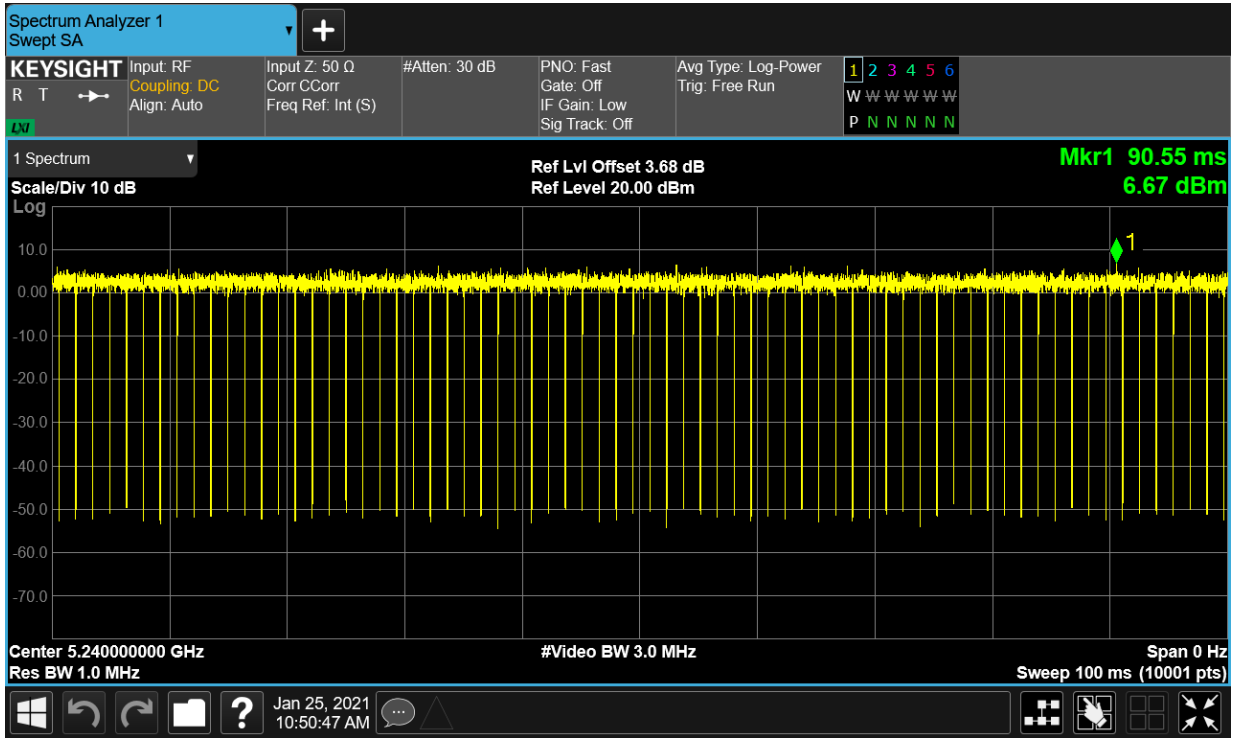 Spectrum Analyzer 1
Swept SA
KEYSIGHT
R T
LXI
Input: RF
Coupling: DC
Align: Auto
Input Z: 50 Ω
Corr CCorr
Freq Ref: Int (S)
#Atten: 30 dB
PNO: Fast
Gate: Off
IF Gain: Low
Sig Track: Off
Avg Type: Log-Power
Trig: Free Run
1 2 3 4 5 6
W W W W W W
P N N N N N
1 Spectrum
Scale/Div 10 dB
Log
Ref Lvl Offset 3.68 dB
Ref Level 20.00 dBm
Mkr1 90.55 ms
6.67 dBm
1
10.0
0.00
-10.0
-20.0
-30.0
-40.0
-50.0
-60.0
-70.0
Center 5.240000000 GHz
#Video BW 3.0 MHz
Span 0 Hz
Res BW 1.0 MHz
Sweep 100 ms (10001 pts)
?
Jan 25, 2021
10:50:47 AM